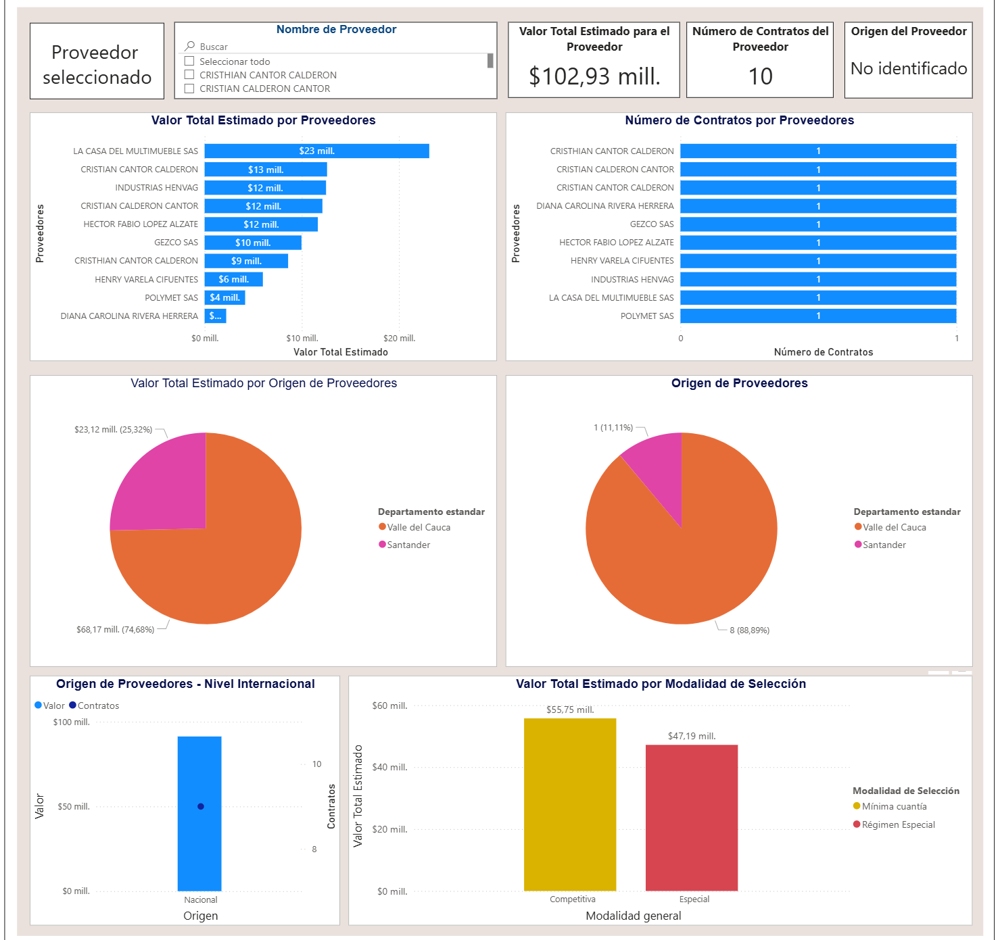 Proveedor
seleccionado
Nombre de Proveedor
Buscar
Seleccionar todo
CRISTHIAN CANTOR CALDERON
CRISTIAN CALDERON CANTOR
Valor Total Estimado para el
Proveedor
$102,93 mill.
Número de Contratos del
Proveedor
10
Origen del Proveedor
No identificado
Valor Total Estimado por Proveedores
Proveedores
LA CASA DEL MULTIMUEBLE SAS $23 mill.
CRISTIAN CANTOR CALDERON $13 mill.
INDUSTRIAS HENVAG $12 mill.
CRISTIAN CALDERON CANTOR $12 mill.
HECTOR FABIO LOPEZ ALZATE $12 mill.
GEZCO SAS $10 mill.
CRISTHIAN CANTOR CALDERON $9 mill.
HENRY VARELA CIFUENTES $6 mill.
POLYMET SAS $4 mill.
DIANA CAROLINA RIVERA HERRERA $...
$0 mill. $10 mill. $20 mill.
Valor Total Estimado
Número de Contratos por Proveedores
Proveedores
CRISTHIAN CANTOR CALDERON 1
CRISTIAN CALDERON CANTOR 1
CRISTIAN CANTOR CALDERON 1
DIANA CAROLINA RIVERA HERRERA 1
GEZCO SAS 1
HECTOR FABIO LOPEZ ALZATE 1
HENRY VARELA CIFUENTES 1
INDUSTRIAS HENVAG 1
LA CASA DEL MULTIMUEBLE SAS 1
POLYMET SAS 1
0 1
Número de Contratos
Valor Total Estimado por Origen de Proveedores
$23,12 mill. (25,32%)
$68,17 mill. (74,68%)
Departamento estandar
Valle del Cauca
Santander
Origen de Proveedores
1 (11,11%)
8 (88,89%)
Departamento estandar
Valle del Cauca
Santander
Origen de Proveedores - Nivel Internacional
Valor Contratos
$100 mill.
10
$50 mill.
8
$0 mill.
Valor
Contratos
Nacional
Origen
Valor Total Estimado por Modalidad de Selección
$60 mill.
$55,75 mill.
$47,19 mill.
$40 mill.
$20 mill.
$0 mill.
Valor Total Estimado
Competitiva Especial
Modalidad general
Modalidad de Selección
Mínima cuantía
Régimen Especial